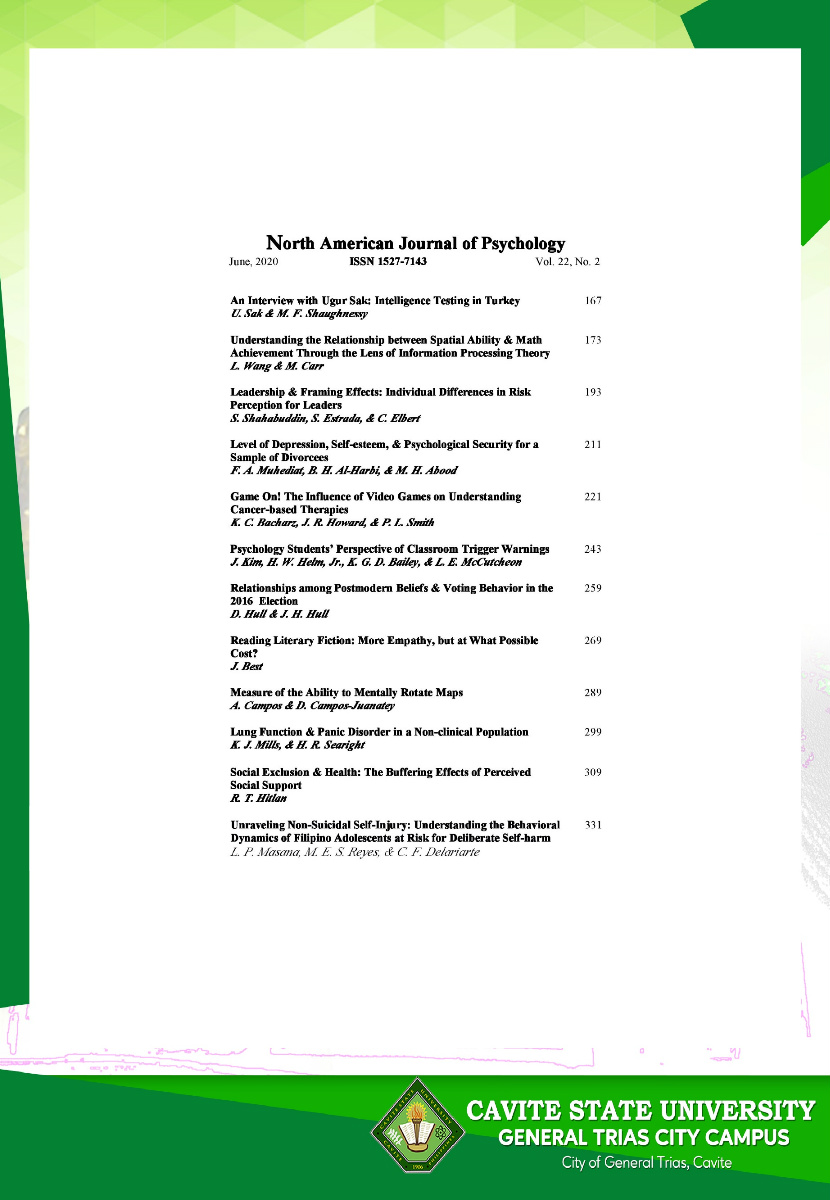 North American Journal of Psychology
June, 2020 ISSN 1527-7143 Vol. 22, No. 2
An Interview with Ugur Sak: Intelligence Testing in Turkey 167
U. Sak & M. F. Shaughnessy
Understanding the Relationship between Spatial Ability & Math 173
Achievement Through the Lens of Information Processing Theory
L. Wang & M. Carr
Leadership & Framing Effects: Individual Differences in Risk 193
Perception for Leaders
S. Shahabuddin, S. Estrada, & C. Elbert
Level of Depression, Self-esteem, & Psychological Security for a 211
Sample of Divorcees
F. A. Muhediat, B. H. Al-Harbi, & M. H. Abood
Game On! The Influence of Video Games on Understanding 221
Cancer-based Therapies
K. C. Bacharz, J. R. Howard, & P. L. Smith
Psychology Students' Perspective of Classroom Trigger Warnings 243
J. Kim, H. W. Helm, Jr., K. G. D. Bailey, & L. E. McCutcheon
Relationships among Postmodern Beliefs & Voting Behavior in the 259
2016 Election
D. Hull & J. H. Hull
Reading Literary Fiction: More Empathy, but at What Possible 269
Cost?
J. Best
Measure of the Ability to Mentally Rotate Maps 289
A. Campos & D. Campos-Juanatey
Lung Function & Panic Disorder in a Non-clinical Population 299
K. J. Mills, & H. R. Searight
Social Exclusion & Health: The Buffering Effects of Perceived 309
Social Support
R. T. Hitlan
Unraveling Non-Suicidal Self-Injury: Understanding the Behavioral 331
Dynamics of Filipino Adolescents at Risk for Deliberate Self-harm
L. P. Masana, M. E. S. Reyes, & C. F. Delariarte
CAVITE STATE UNIVERSITY
GENERAL TRIAS CITY CAMPUS
City of General Trias, Cavite
1906